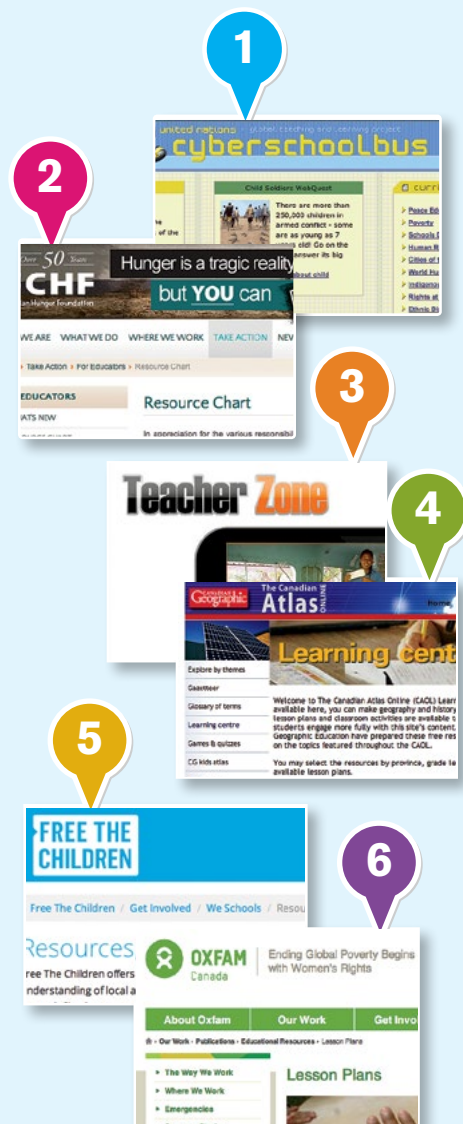 1
united nations global teaching and learning project
cyberschoolbus
Child Soldiers WebQuest
There are more than
250,000 children in
armed conflict - some
are as young as 7
years old! Go on the
answer its big
about child
of the
CURRI
Peace Ed
Poverty
Schools
Human R
Cities of
World Hu
Indigenou
Rights at
Ethnic Di
2
Over 50 Years
CHF
an Hunger Foundation
Hunger is a tragic reality
but YOU can
WE ARE WHAT WE DO WHERE WE WORK TAKE ACTION NEV
Take Action > For Educators > Resource Chart
EDUCATORS
ATS NEW
Resource Chart
In appreciation for the various responsibil
3
Teacher Zone
4
CANADIAN
Geographic
The Canadian
Atlas ONLINE
Home
Learning cent
Explore by themes
Gazetteer
Glossary of terms
Learning centre
Games & quizzes
CG kids atlas
Welcome to The Canadian Atlas Online (CAOL) Learn
available here, you can make geography and history
lesson plans and classroom activities are available t
students engage more fully with this site's content.
Geographic Education have prepared these free res
on the topics featured throughout the CAOL.
You may select the resources by province, grade le
available lesson plans.
5
FREE THE
CHILDREN
Free The Children / Get Involved / We Schools / Resou
Resources
ree The Children offers
nderstanding of local a
6
OXFAM
Canada
Ending Global Poverty Begins
with Women's Rights
About Oxfam Our Work Get Invo
Our Work > Publications > Educational Resources > Lesson Plans
The Way We Work
Where We Work
Emergencies
Lesson Plans